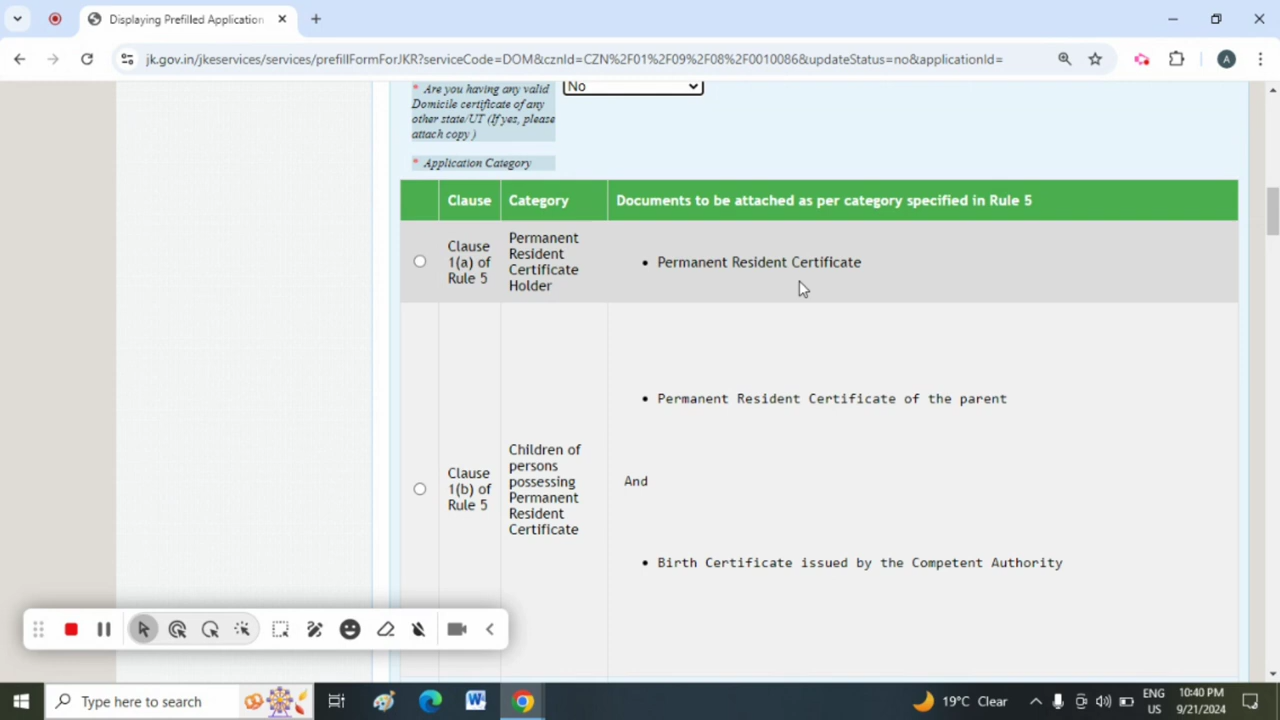 Displaying Prefilled Application
jk.gov.in/jkeservices/services/prefillFormForJKR?serviceCode=DOM&cznId=CZN%2F01%2F09%2F08%2F0010086&updateStatus=no&applicationId=
A
* Are you having any valid
Domicile certificate of any
other state/UT (If yes, please
attach copy )
No
* Application Category
Clause
Category
Documents to be attached as per category specified in Rule 5
Clause
1(a) of
Rule 5
Permanent
Resident
Certificate
Holder
• Permanent Resident Certificate
Clause
1(b) of
Rule 5
Children of
persons
possessing
Permanent
Resident
Certificate
• Permanent Resident Certificate of the parent
And
• Birth Certificate issued by the Competent Authority
Type here to search
19°C Clear
ENG
US
10:40 PM
9/21/2024